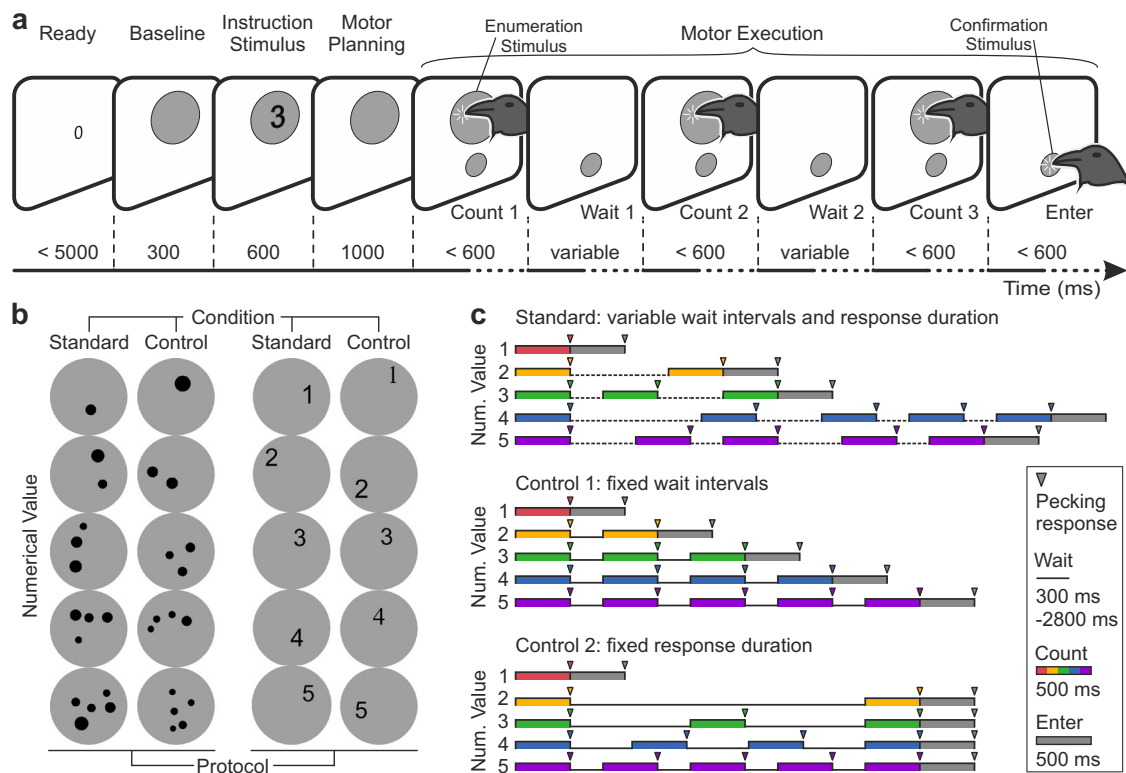 a
Ready
Baseline
Instruction
Stimulus
Motor
Planning
Enumeration
Stimulus
Motor Execution
Confirmation
Stimulus
0
3
Count 1
Wait 1
Count 2
Wait 2
Count 3
Enter
< 5000
300
600
1000
< 600
variable
< 600
variable
< 600
< 600
Time (ms)
b
Condition
Standard
Control
Standard
Control
Numerical Value
1
1
2
2
3
3
4
4
5
5
Protocol
c
Standard: variable wait intervals and response duration
Num. Value
1
2
3
4
5
Control 1: fixed wait intervals
Num. Value
1
2
3
4
5
Control 2: fixed response duration
Num. Value
1
2
3
4
5
Pecking
response
Wait
300 ms
-2800 ms
Count
500 ms
Enter
500 ms